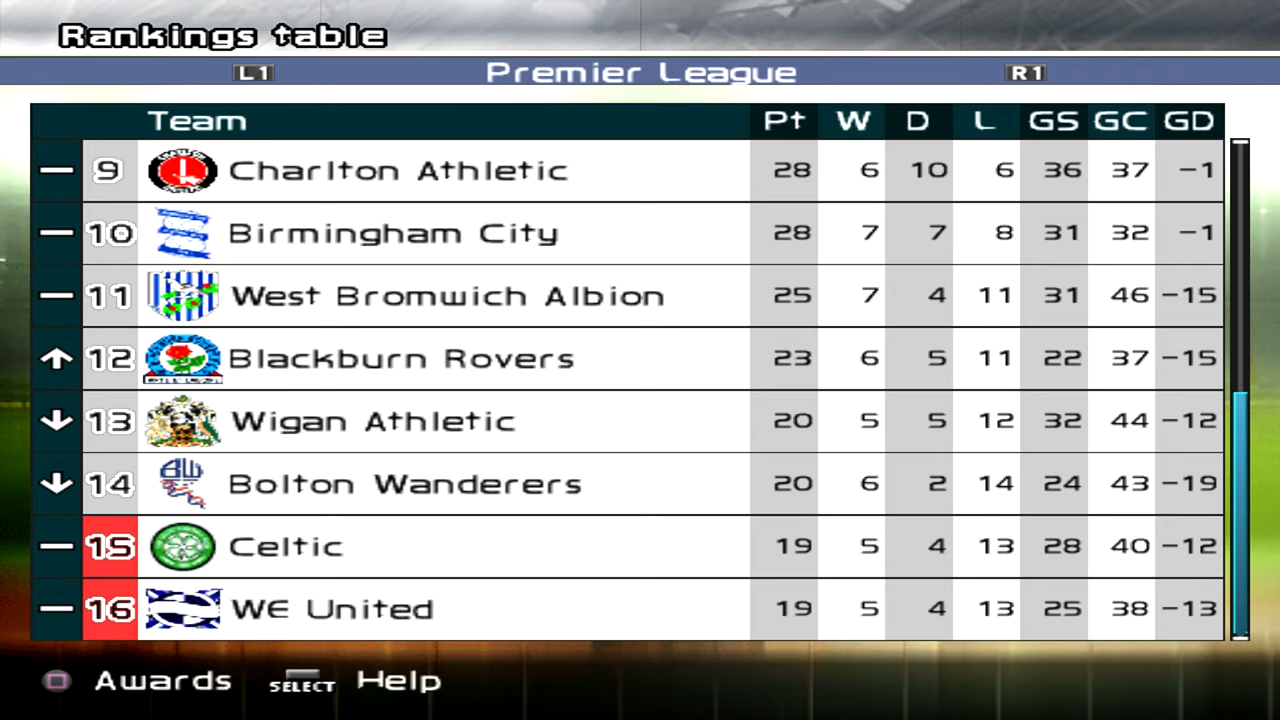 Rankings table
L1 Premier League R1
Team Pt W D L GS GC GD
9 Charlton Athletic 28 6 10 6 36 37 -1
10 Birmingham City 28 7 7 8 31 32 -1
11 West Bromwich Albion 25 7 4 11 31 46 -15
12 Blackburn Rovers 23 6 5 11 22 37 -15
13 Wigan Athletic 20 5 5 12 32 44 -12
14 Bolton Wanderers 20 6 2 14 24 43 -19
15 Celtic 19 5 4 13 28 40 -12
16 WE United 19 5 4 13 25 38 -13
Awards SELECT Help